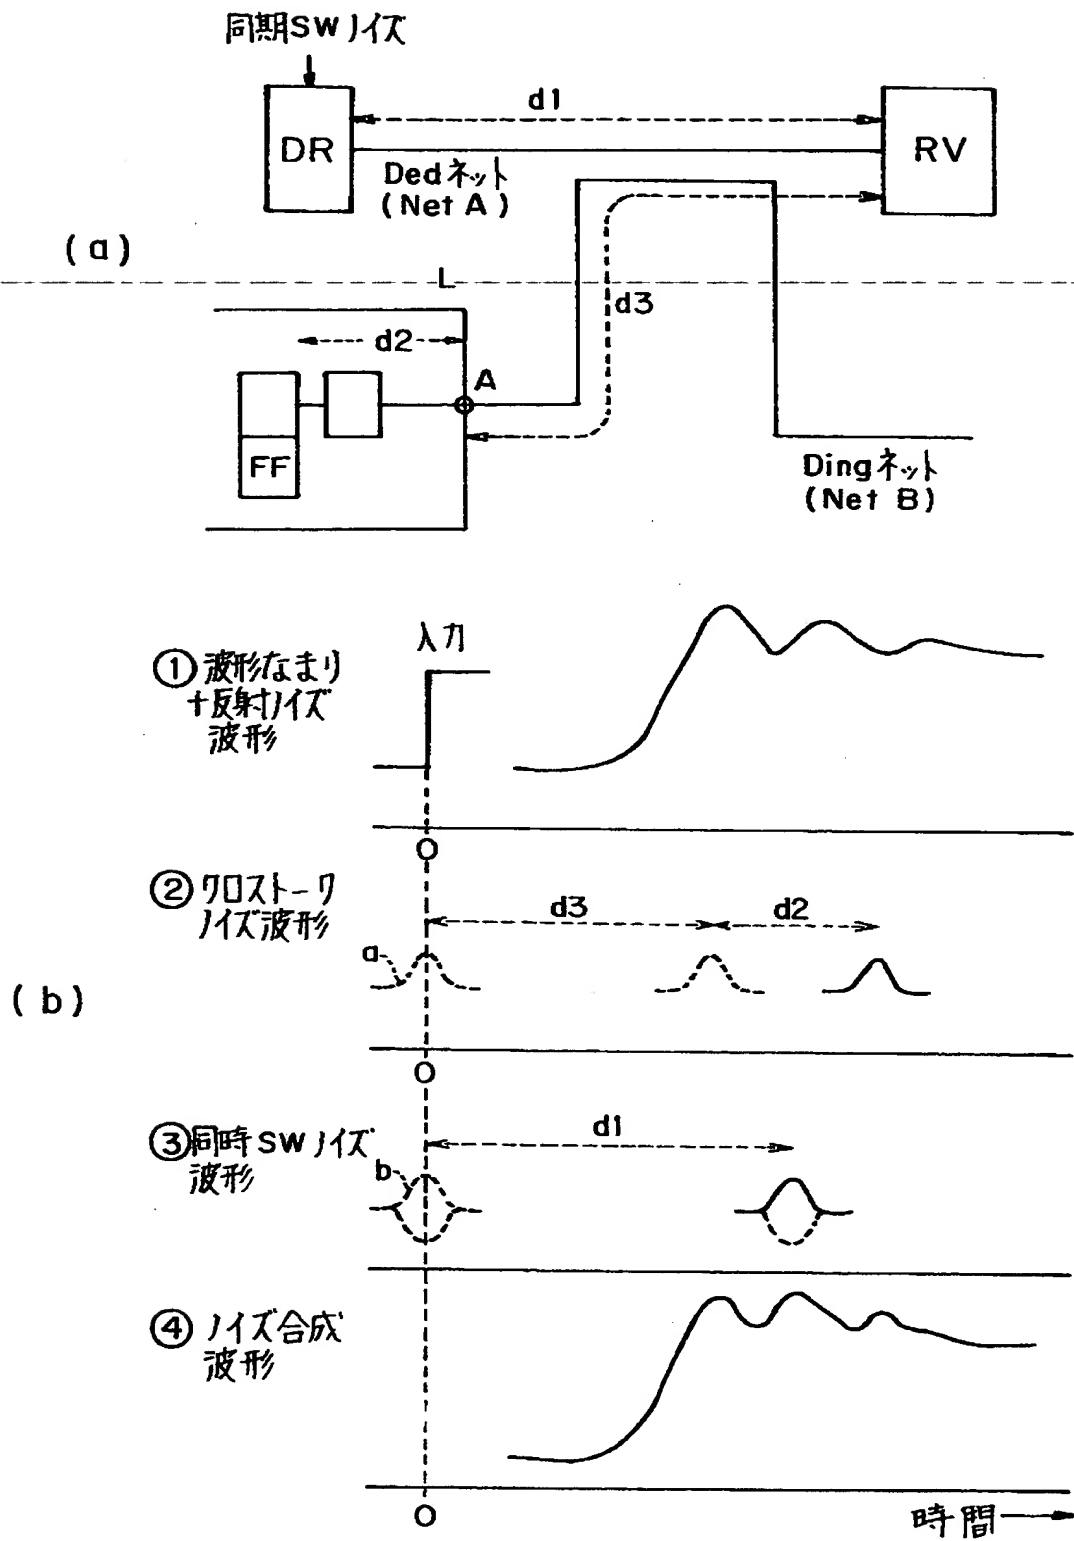 同期SWノイズ
DR
d1
RV
Dedネット
(Net A)
(a)
L
d3
d2
A
FF
Dingネット
(Net B)
入力
①波形なまり
+反射ノイズ
波形
0
②クロストーク
ノイズ波形
d3
d2
a
(b)
0
③同時SWノイズ
波形
d1
b
④ノイズ合成
波形
0
時間